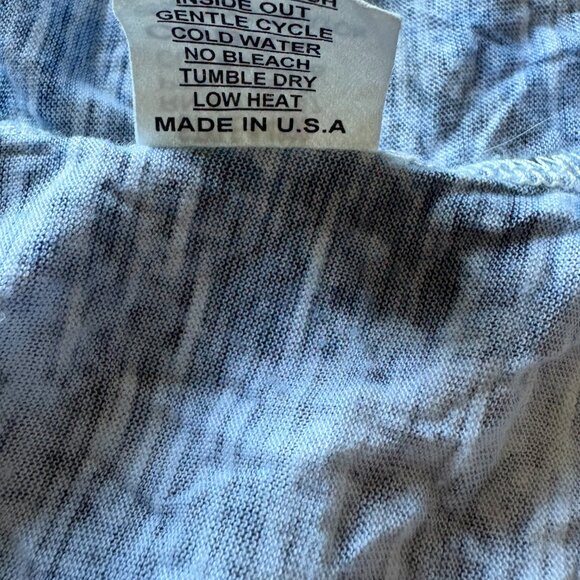 INSIDE OUT
GENTLE CYCLE
COLD WATER
NO BLEACH
TUMBLE DRY
LOW HEAT
MADE IN U.S.A